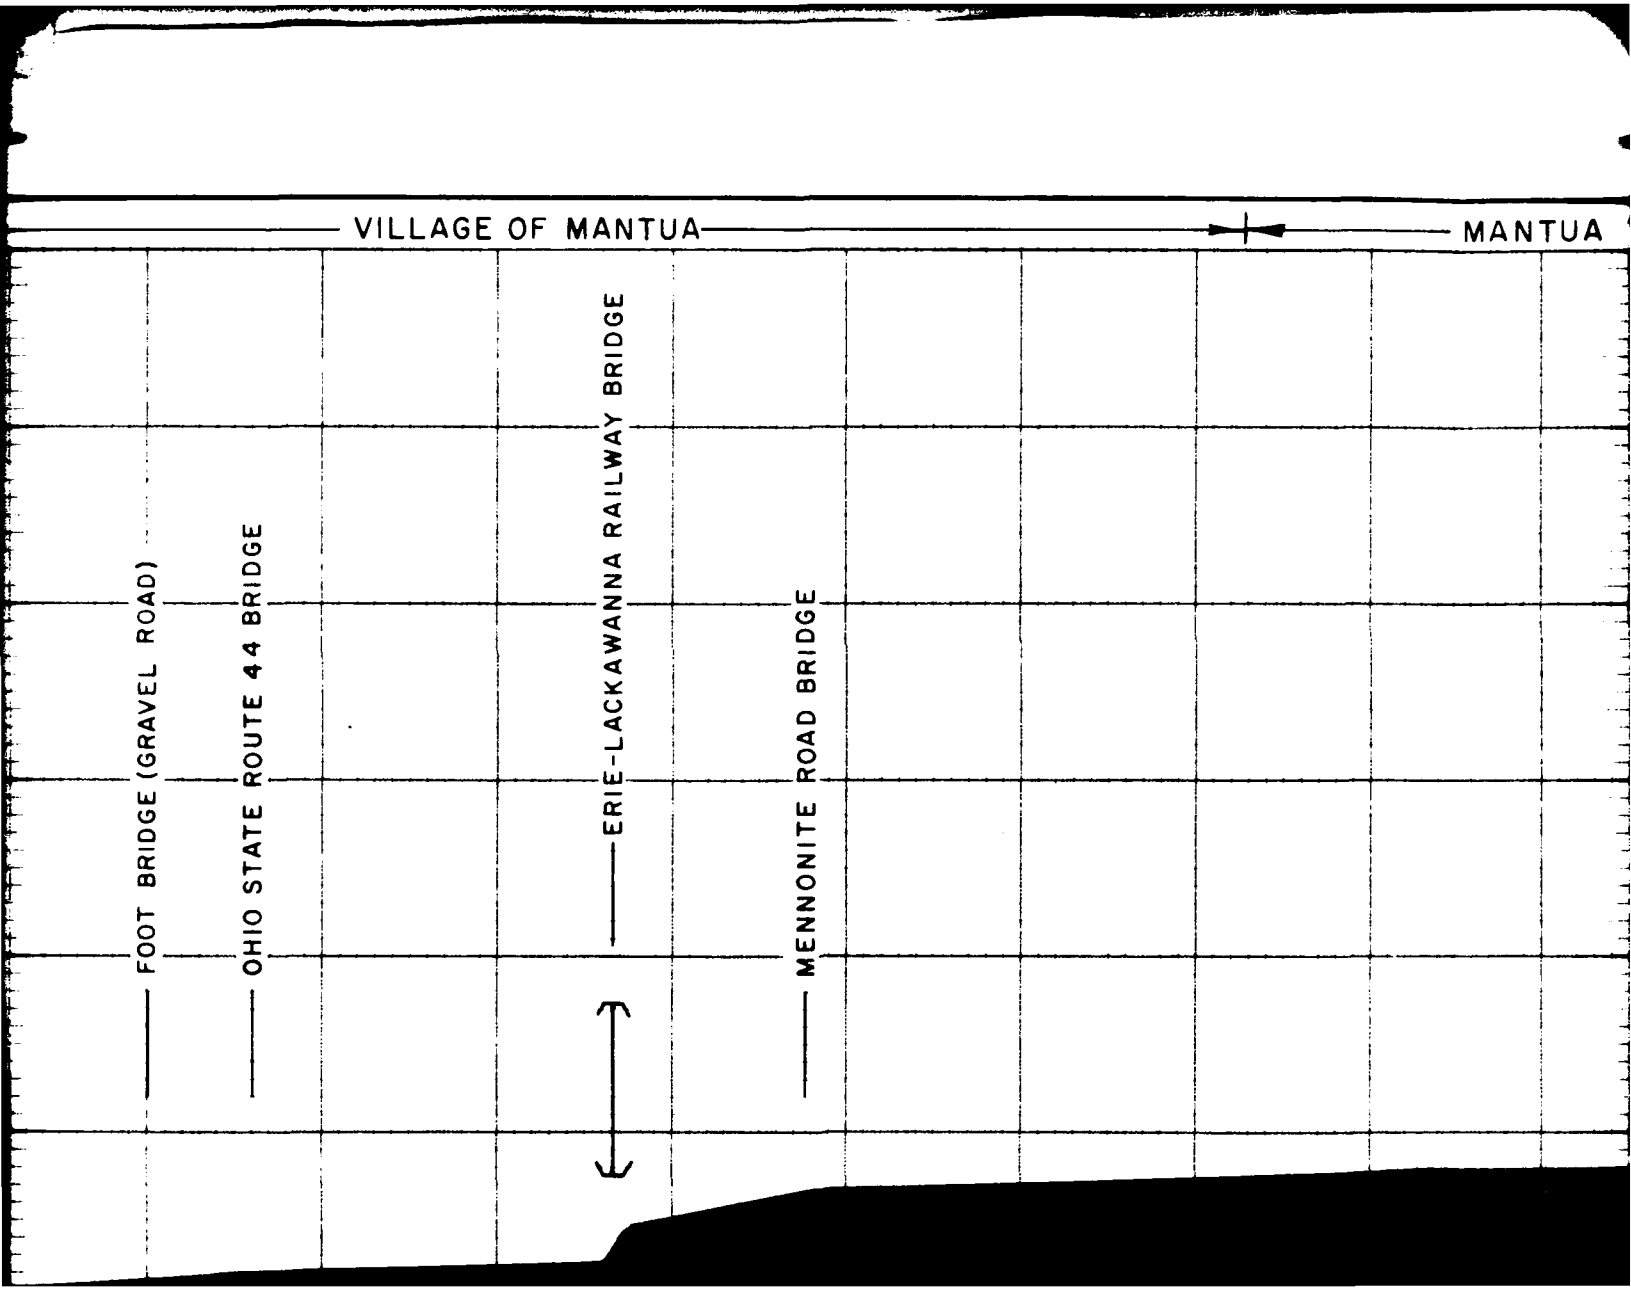 VILLAGE OF MANTUA
MANTUA
FOOT BRIDGE (GRAVEL ROAD)
OHIO STATE ROUTE 44 BRIDGE
ERIE-LACKAWANNA RAILWAY BRIDGE
MENNONITE ROAD BRIDGE